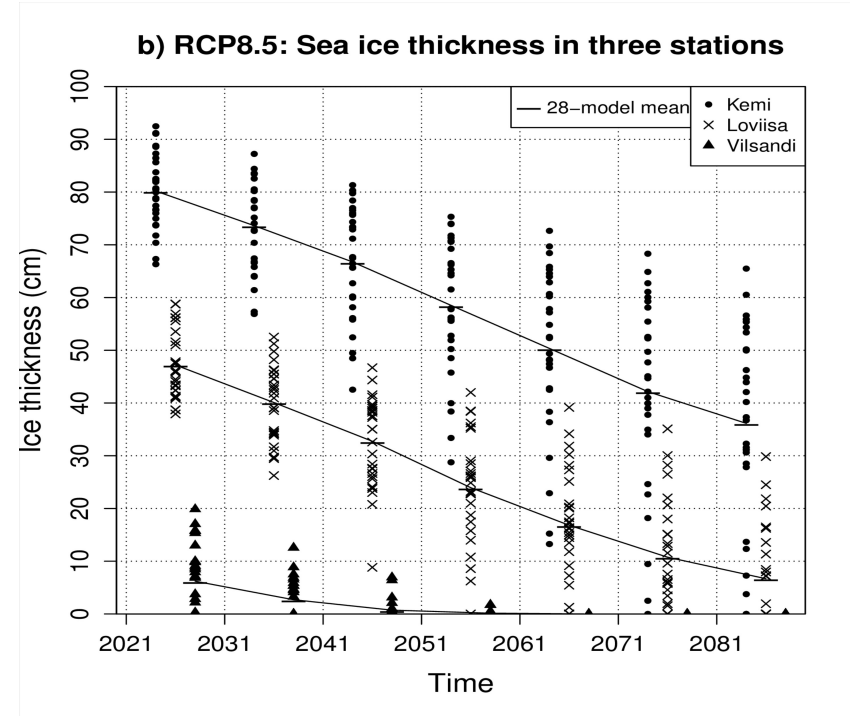 b) RCP8.5: Sea ice thickness in three stations
28−model mean
Kemi
Loviisa
Vilsandi
Ice thickness (cm)
100
90
80
70
60
50
40
30
20
10
0
2021 2031 2041 2051 2061 2071 2081
Time